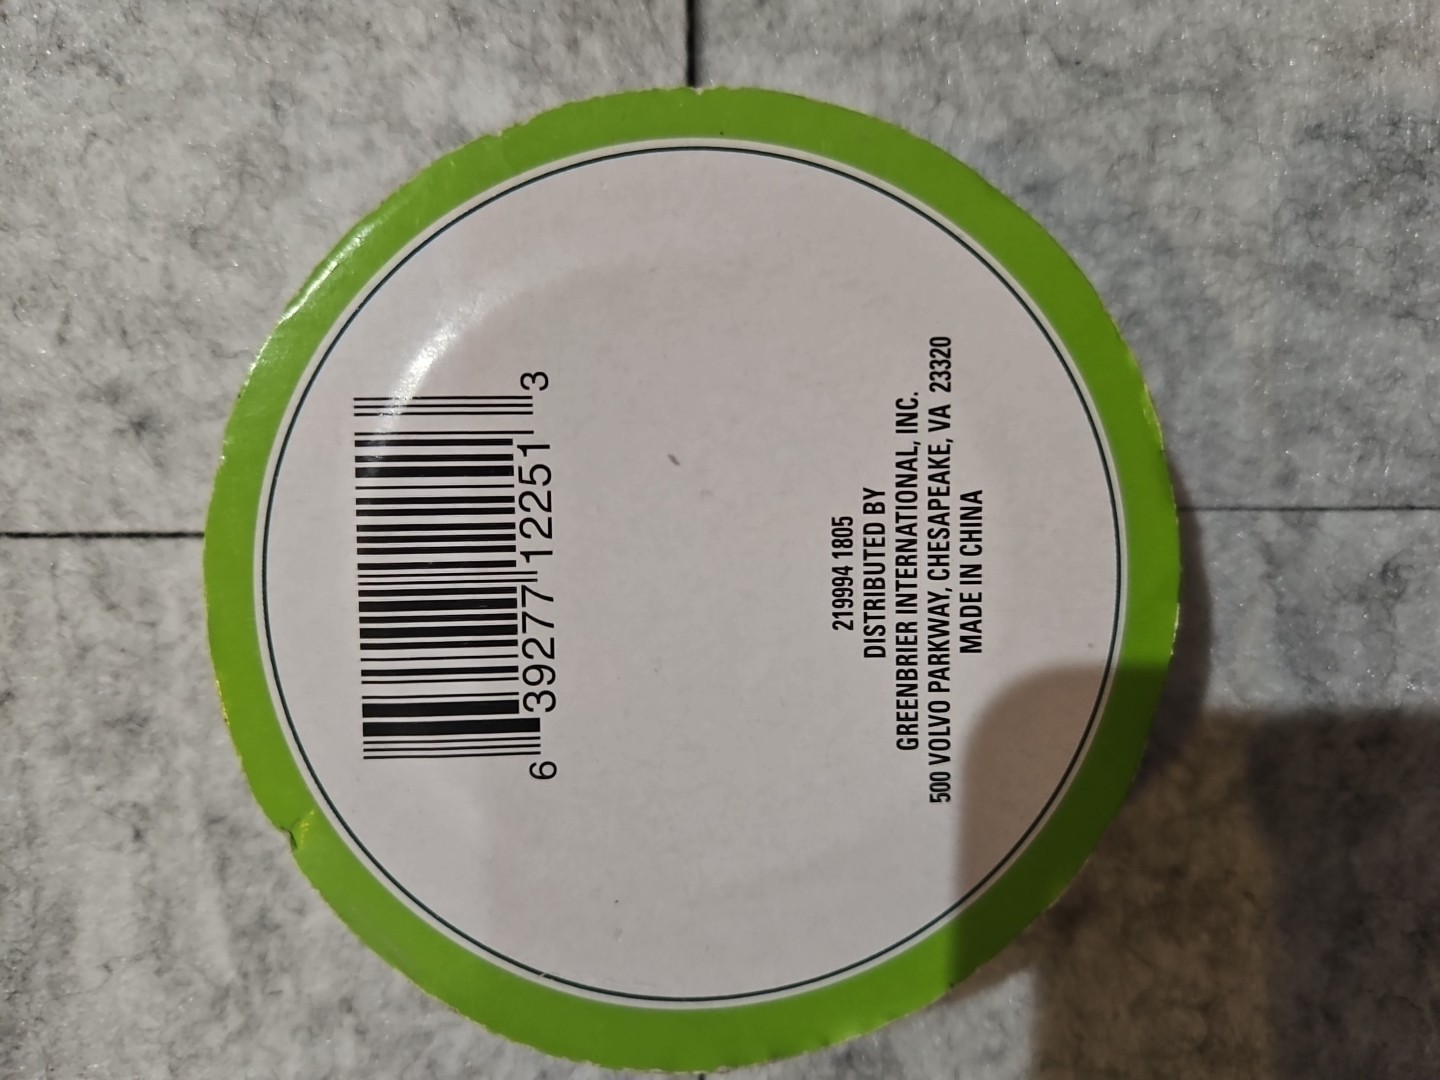 6 39277 12251 3
219994 1805
DISTRIBUTED BY
GREENBRIER INTERNATIONAL, INC.
500 VOLVO PARKWAY, CHESAPEAKE, VA 23320
MADE IN CHINA